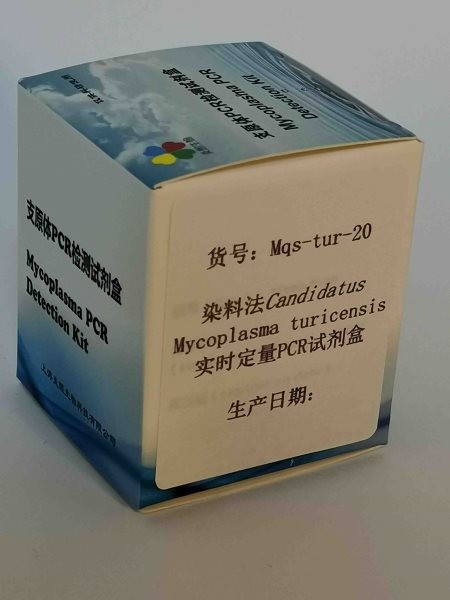 支原体PCR检测试剂盒
Mycoplasma PCR
Detection Kit
支原体PCR检测试剂盒
Mycoplasma PCR
Detection Kit
货号：Mqs-tur-20
染料法Candidatus
Mycoplasma turicensis
实时定量PCR试剂盒
生产日期：